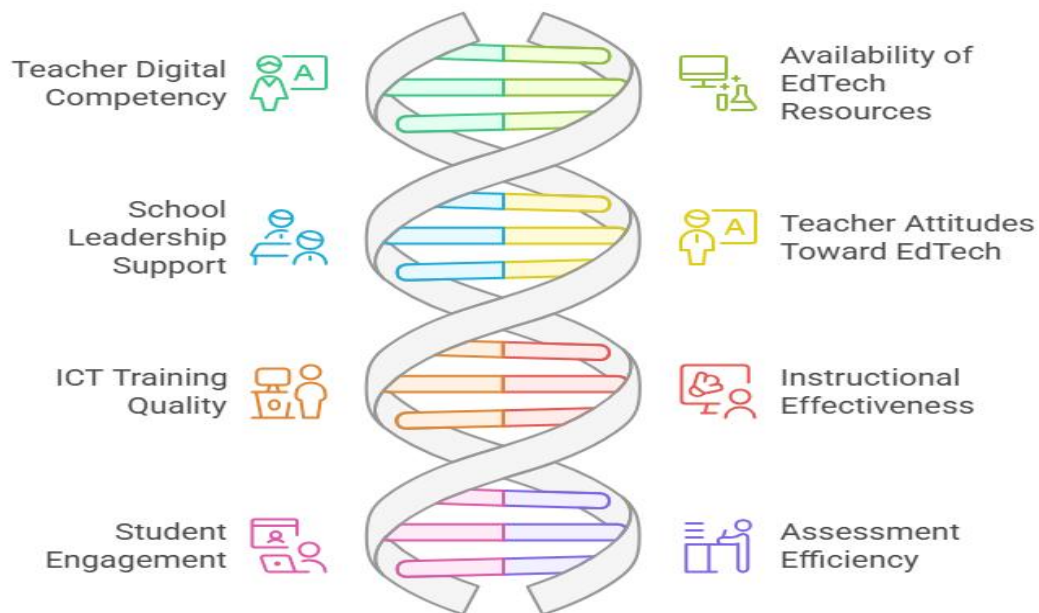 Teacher Digital
Competency
A
Availability of
EdTech
Resources
School
Leadership
Support
A
Teacher Attitudes
Toward EdTech
ICT Training
Quality
Instructional
Effectiveness
Student
Engagement
Assessment
Efficiency